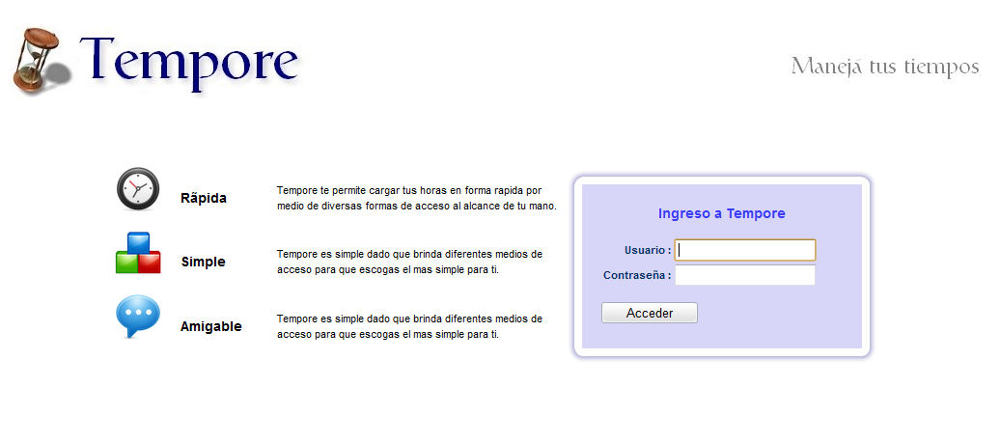 Tempore
Manejá tus tiempos
Rãpida
Tempore te permite cargar tus horas en forma rapida por
medio de diversas formas de acceso al alcance de tu mano.
Simple
Tempore es simple dado que brinda diferentes medios de
acceso para que escogas el mas simple para ti.
Amigable
Tempore es simple dado que brinda diferentes medios de
acceso para que escogas el mas simple para ti.
Ingreso a Tempore
Usuario :
Contraseña :
Acceder